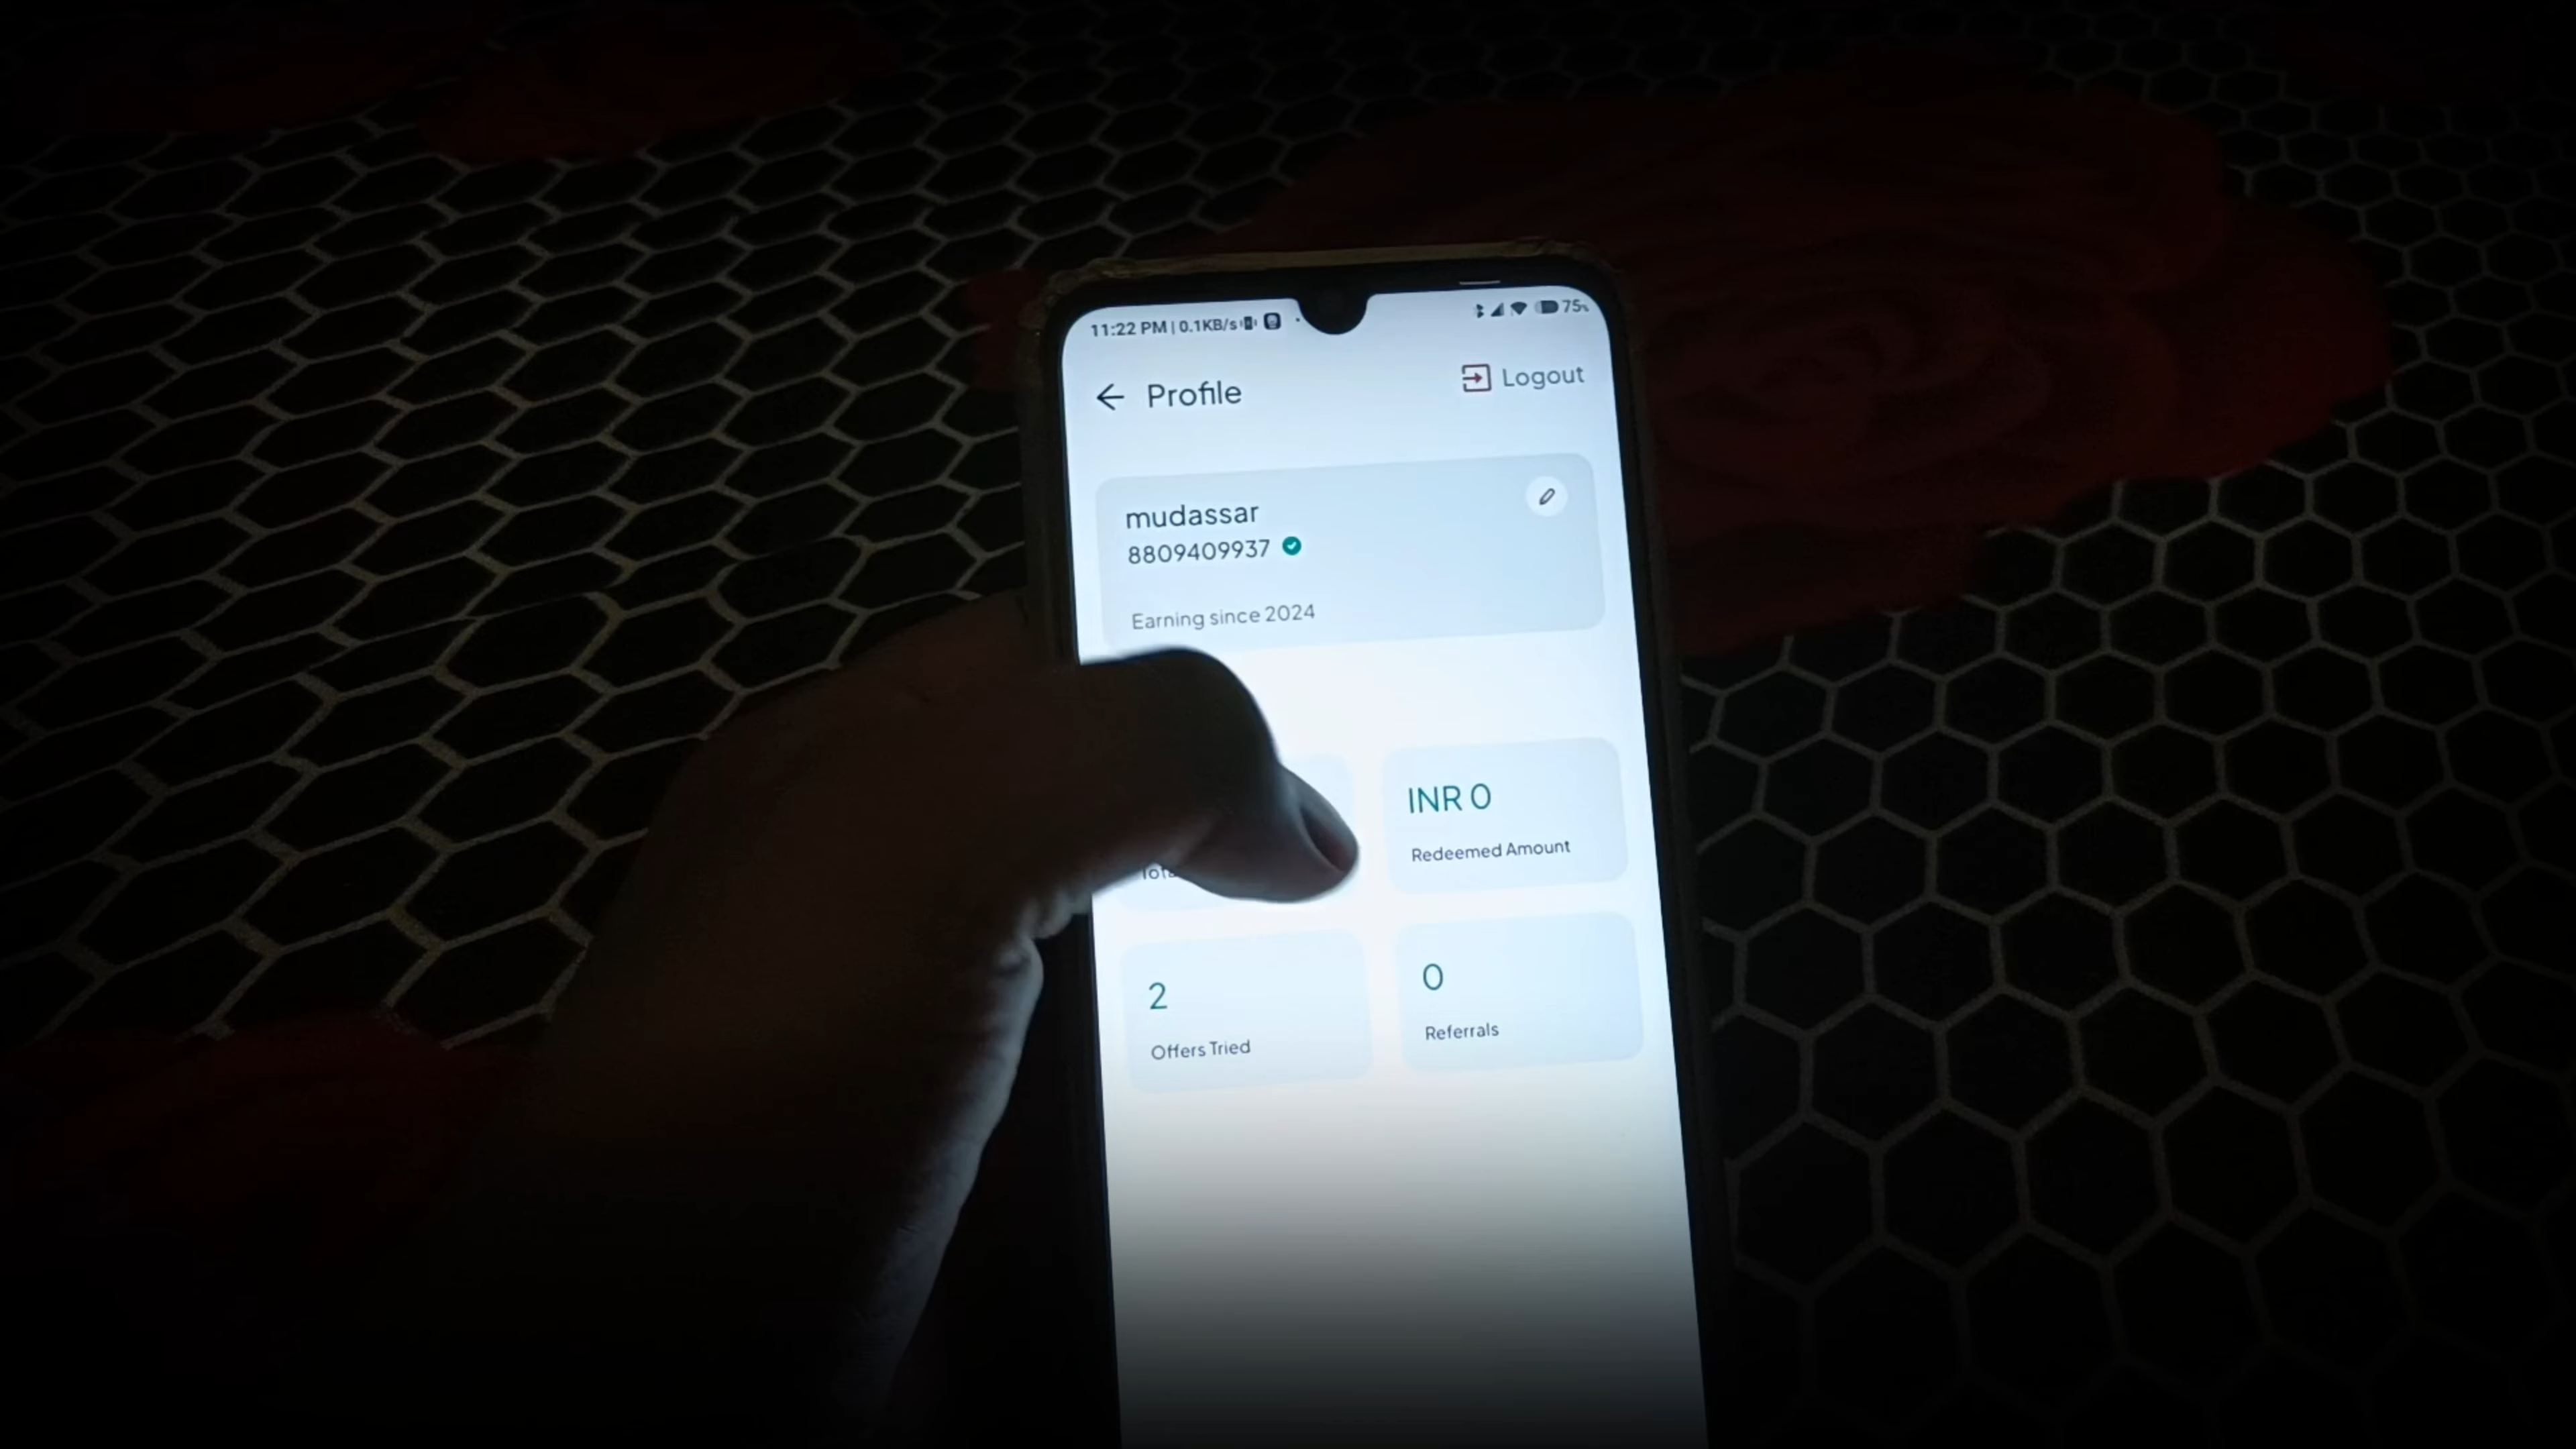 11:22 PM | 0.1KB/s
75%
Profile
Logout
mudassar
8809409937
Earning since 2024
INR 0
Redeemed Amount
2
Offers Tried
0
Referrals